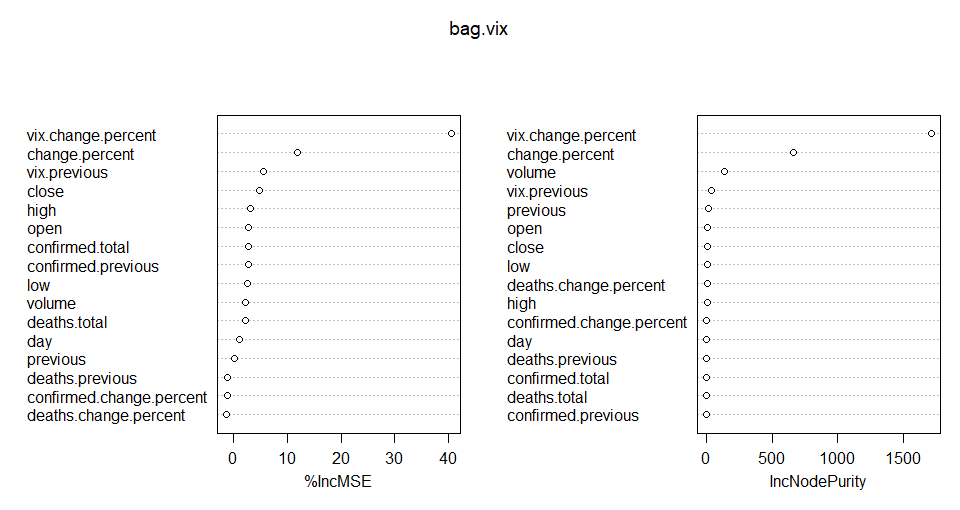 bag.vix
vix.change.percent
change.percent
vix.previous
close
high
open
confirmed.total
confirmed.previous
low
volume
deaths.total
day
previous
deaths.previous
confirmed.change.percent
deaths.change.percent
0 10 20 30 40
%IncMSE
vix.change.percent
change.percent
volume
vix.previous
previous
open
close
low
deaths.change.percent
high
confirmed.change.percent
day
deaths.previous
confirmed.total
deaths.total
confirmed.previous
0 500 1000 1500
IncNodePurity